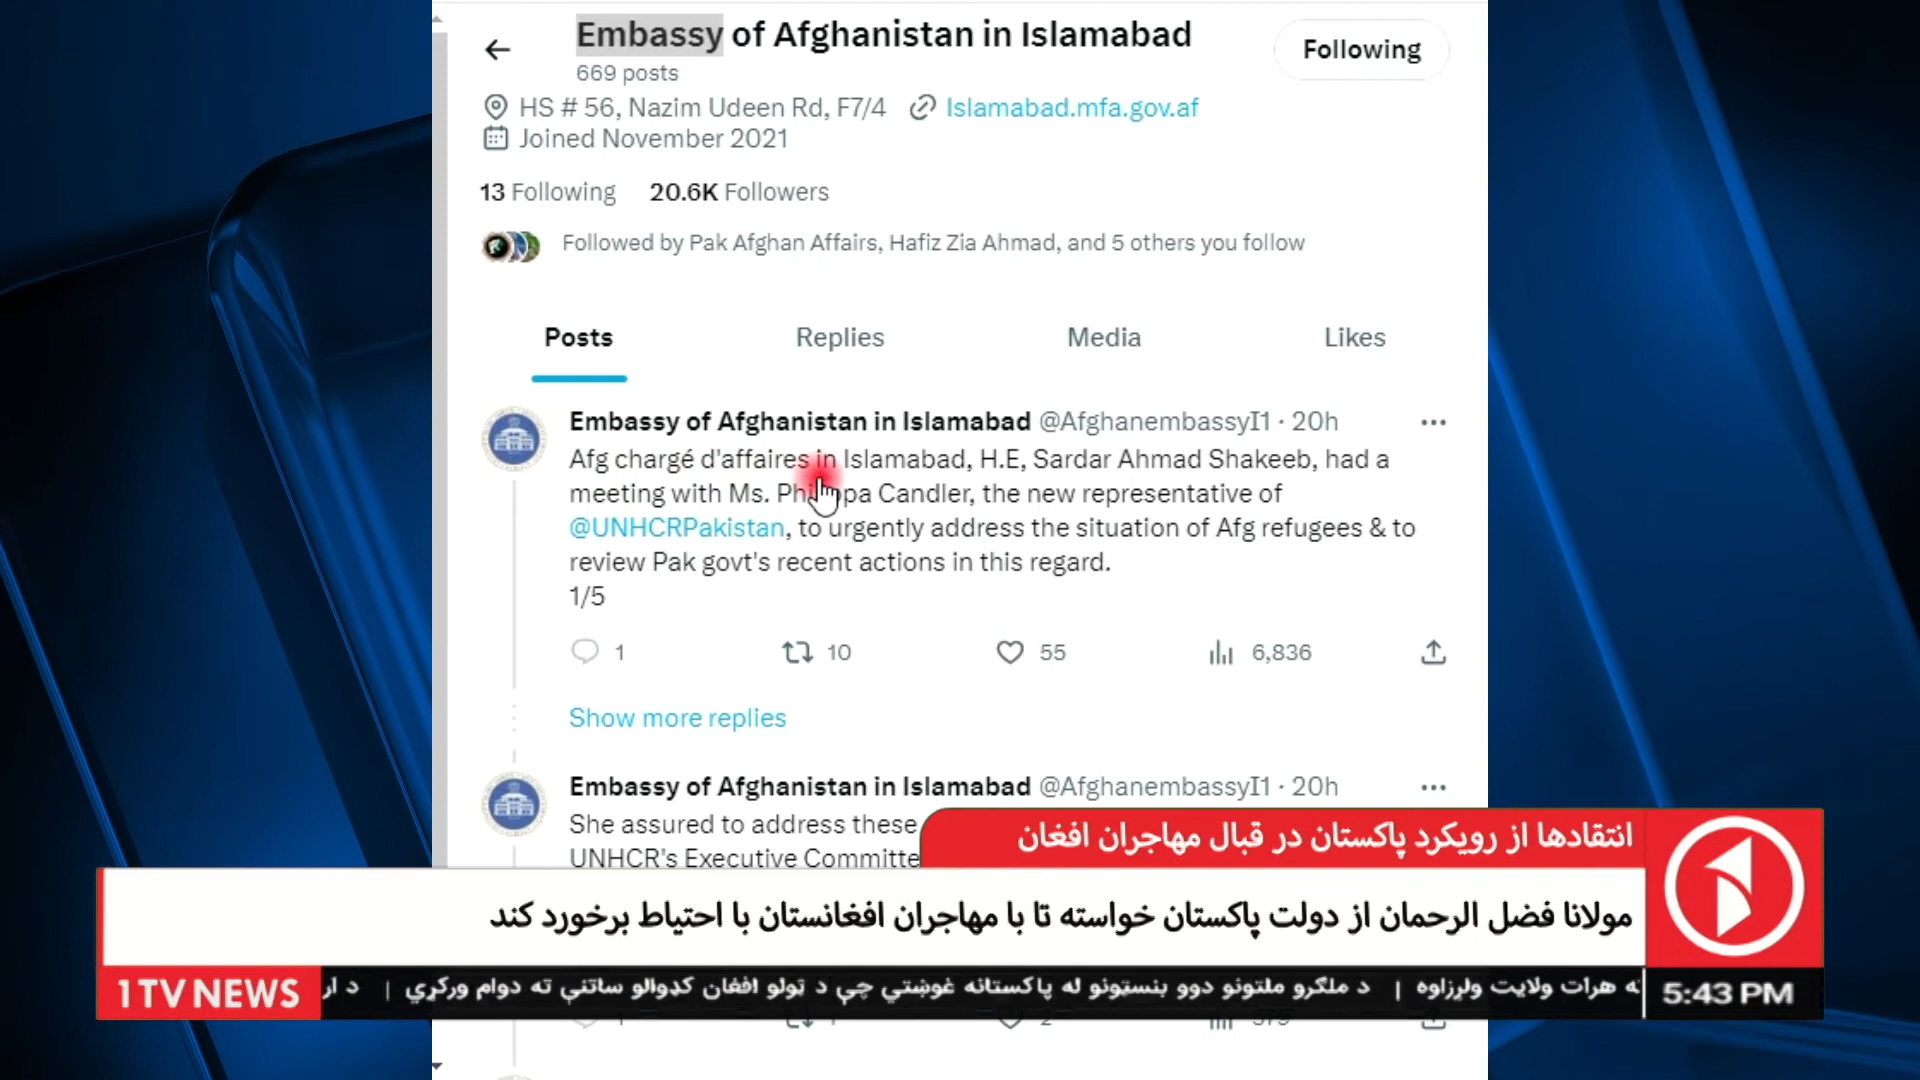 Embassy of Afghanistan in Islamabad
Following
669 posts
HS # 56, Nazim Udeen Rd, F7/4 Islamabad.mfa.gov.af
Joined November 2021
13 Following 20.6K Followers
Followed by Pak Afghan Affairs, Hafiz Zia Ahmad, and 5 others you follow
Posts Replies Media Likes
Embassy of Afghanistan in Islamabad @AfghanembassyI1 · 20h
Afg chargé d'affaires in Islamabad, H.E, Sardar Ahmad Shakeeb, had a
meeting with Ms. Philippa Candler, the new representative of
@UNHCRPakistan, to urgently address the situation of Afg refugees & to
review Pak govt's recent actions in this regard.
1/5
1 10 55 6,836
Show more replies
Embassy of Afghanistan in Islamabad @AfghanembassyI1 · 20h
She assured to address these
UNHCR's Executive Committe
انتقادها از رویکرد پاکستان در قبال مهاجران افغان
مولانا فضل الرحمان از دولت پاکستان خواسته تا با مهاجران افغانستان با احتیاط برخورد کند
1TV NEWS
ته هرات ولایت ولړزاوه | د ملګرو ملتونو دوو بنسټونو له پاکستانه غوښتي چې د ټولو افغان کډوالو ساتنې ته دوام ورکړي | د ار
5:43 PM